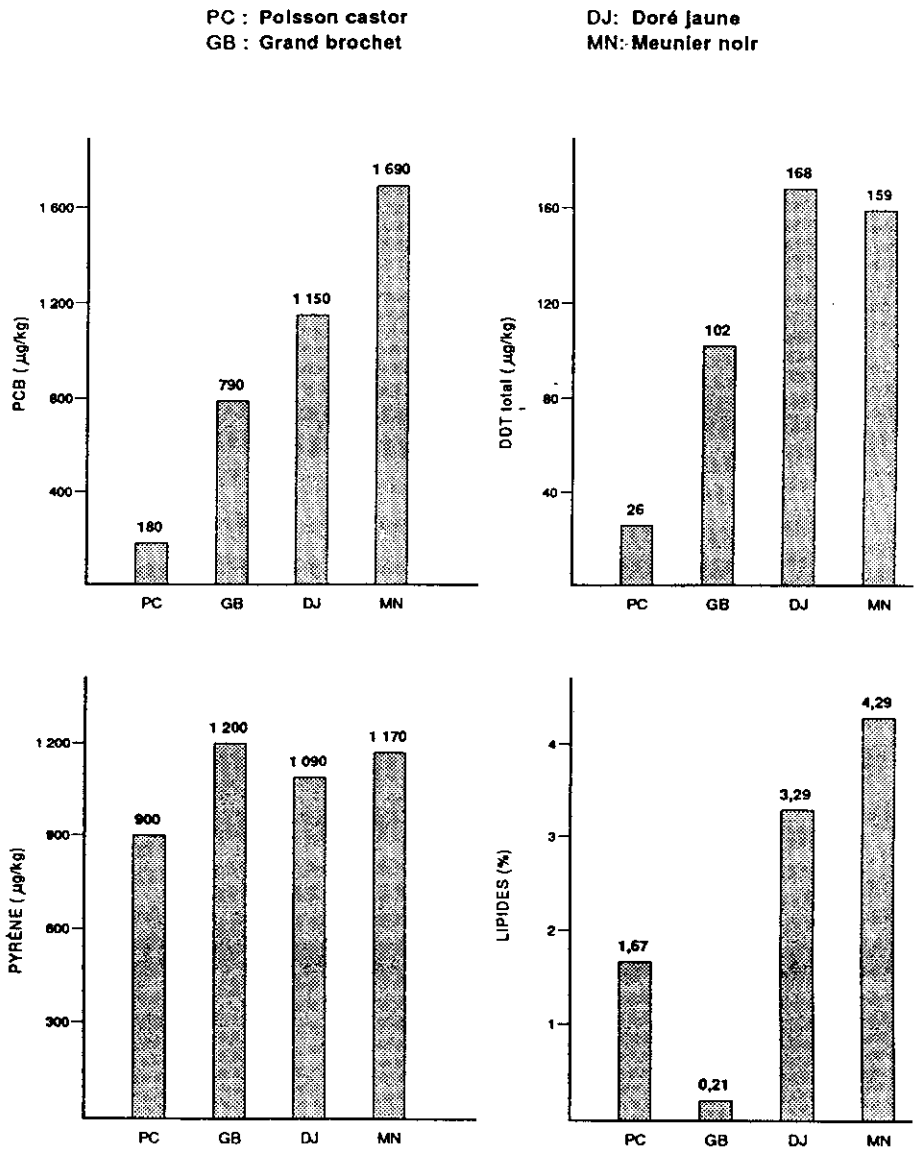 PC : Poisson castor
GB : Grand brochet
DJ: Doré jaune
MN: Meunier noir
PCB ( µg/kg)
1 600
1 200
800
400
180
790
1 150
1 690
PC GB DJ MN
DDT total ( µg/kg)
160
120
80
40
26
102
168
159
PC GB DJ MN
PYRÈNE ( µg/kg)
1 200
900
600
300
900
1 200
1 090
1 170
PC GB DJ MN
LIPIDES (%)
4
3
2
1
1,67
0,21
3,29
4,29
PC GB DJ MN